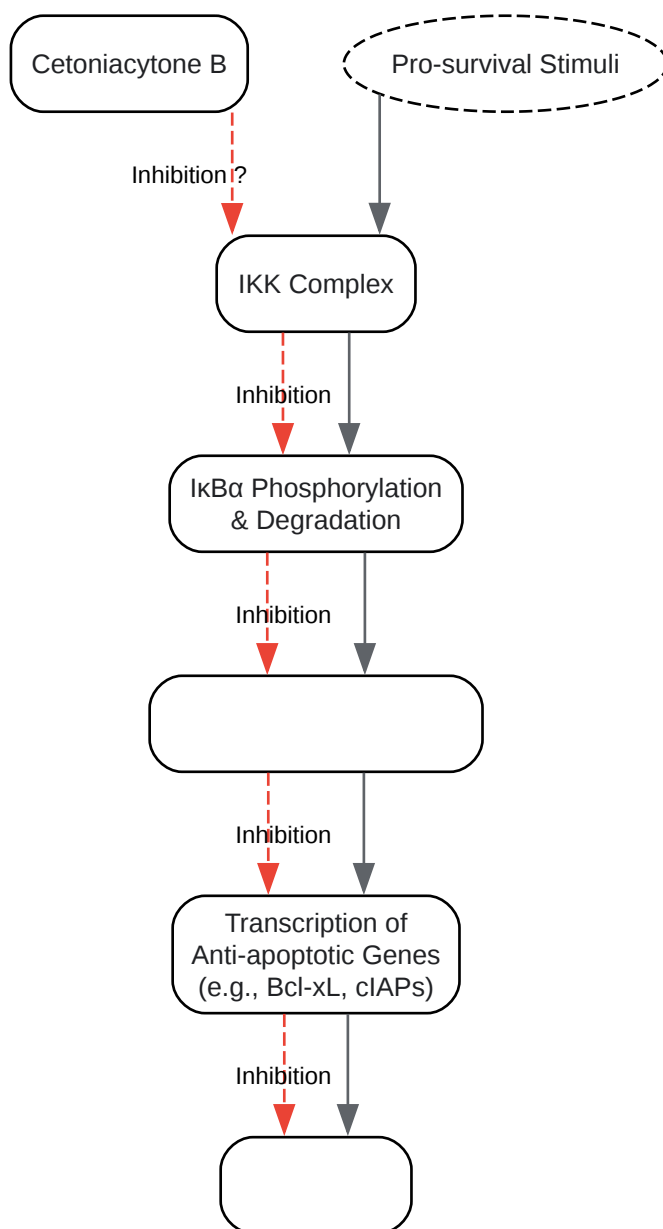 Cetoniacytone B
Pro-survival Stimuli
Inhibition ?
IKK Complex
Inhibition
IκBα Phosphorylation
& Degradation
Inhibition
Inhibition
Transcription of
Anti-apoptotic Genes
(e.g., Bcl-xL, cIAPs)
Inhibition